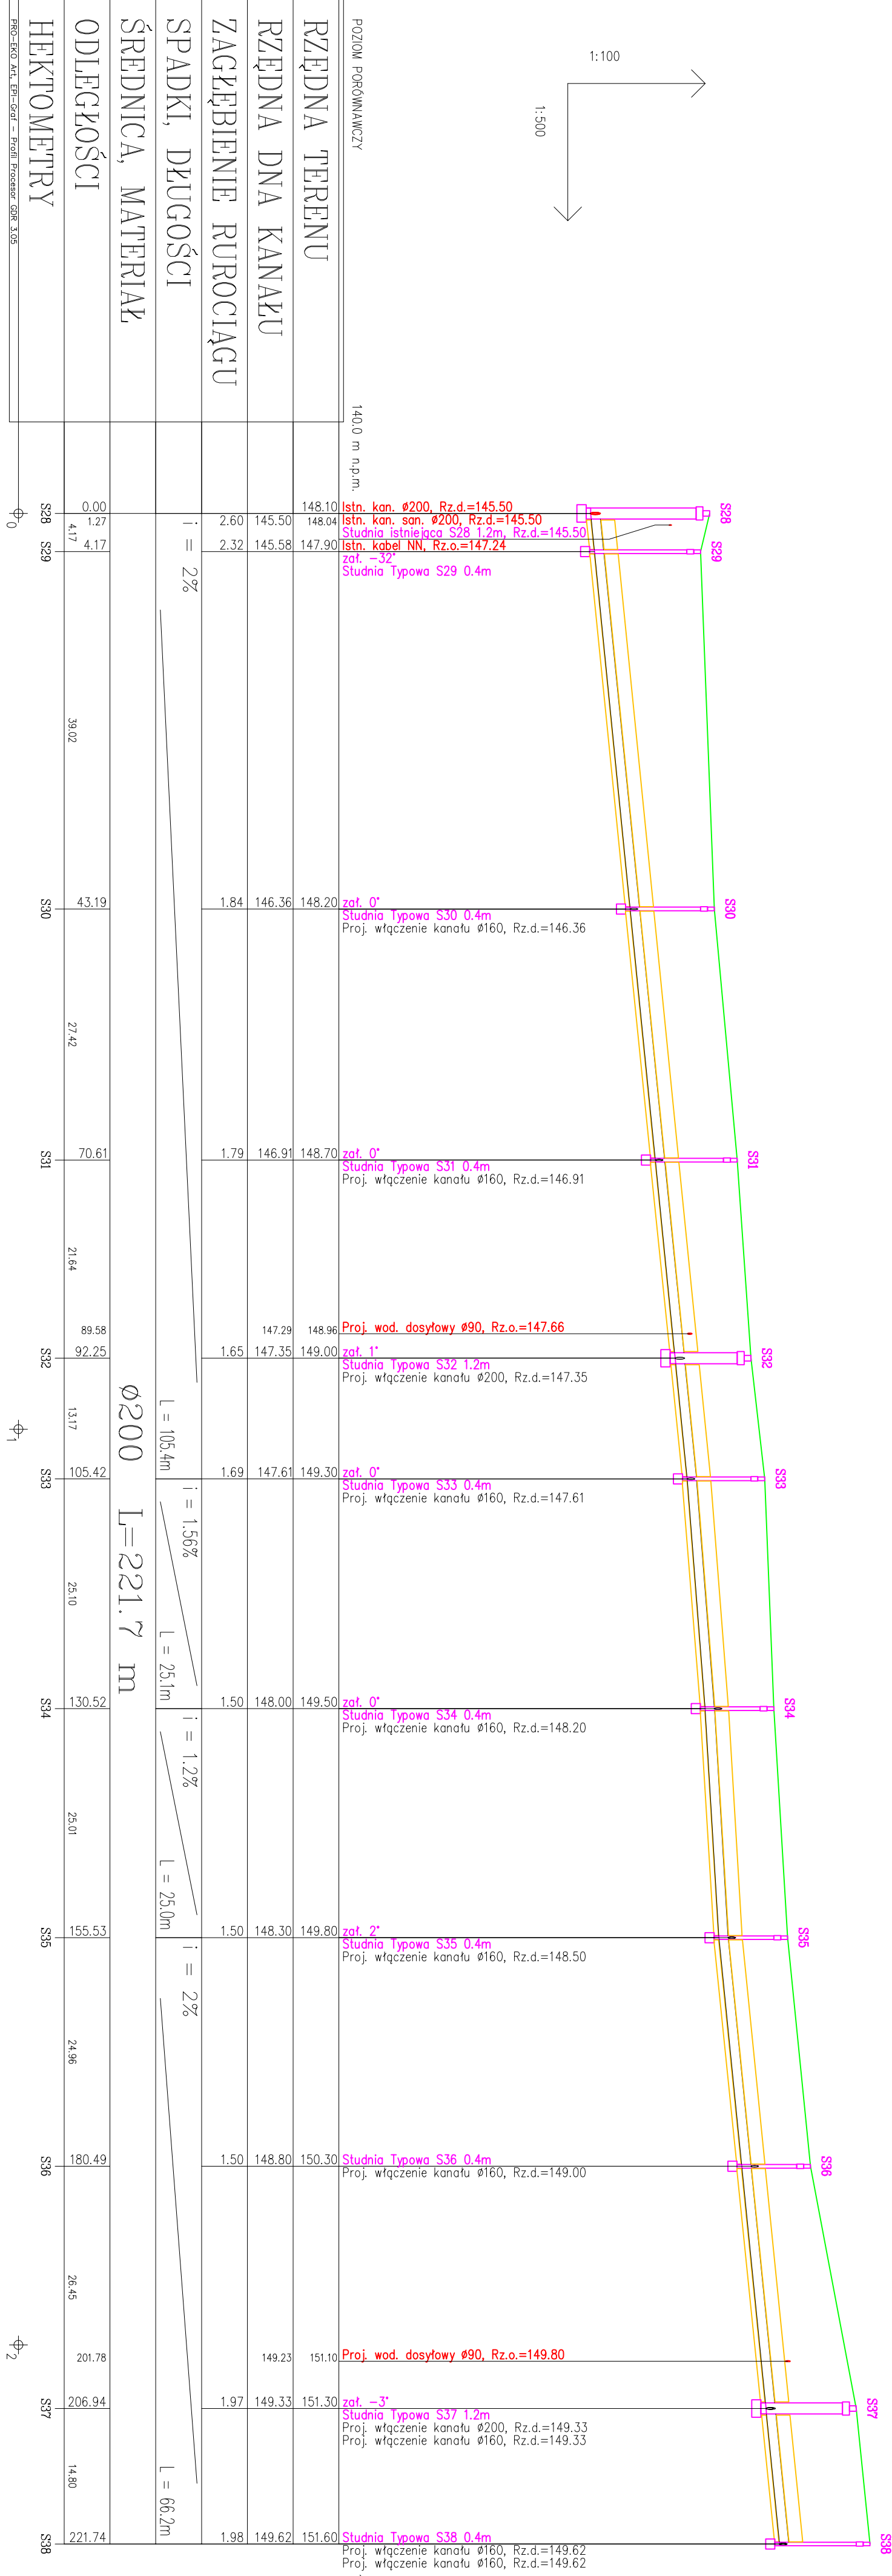 1:100
1:500
POZIOM PORÓWNAWCZY 140.0 m n.p.m.
RZĘDNA TERENU
RZĘDNA DNA KANAŁU
ZAGŁĘBIENIE RUROCIĄGU
SPADKI, DŁUGOŚCI
ŚREDNICA, MATERIAŁ
ODLEGŁOŚCI
HEKTOMETRY
PRO-EKO Art. EPI-Graf - Profil Procesor GDR 3.05
S28 S29 S30 S31 S32 S33 S34 S35 S36 S37 S38
Istn. kan. ø200, Rz.d.=145.50
Istn. kan. san. ø200, Rz.d.=145.50
Studnia istniejąca S28 1.2m, Rz.d.=145.50
Istn. kabel NN, Rz.o.=147.24
zał. -32°
Studnia Typowa S29 0.4m
zał. 0°
Studnia Typowa S30 0.4m
Proj. włączenie kanału ø160, Rz.d.=146.36
zał. 0°
Studnia Typowa S31 0.4m
Proj. włączenie kanału ø160, Rz.d.=146.91
Proj. wod. dosyłowy ø90, Rz.o.=147.66
zał. 1°
Studnia Typowa S32 1.2m
Proj. włączenie kanału ø200, Rz.d.=147.35
zał. 0°
Studnia Typowa S33 0.4m
Proj. włączenie kanału ø160, Rz.d.=147.61
zał. 0°
Studnia Typowa S34 0.4m
Proj. włączenie kanału ø160, Rz.d.=148.20
zał. 2°
Studnia Typowa S35 0.4m
Proj. włączenie kanału ø160, Rz.d.=148.50
Studnia Typowa S36 0.4m
Proj. włączenie kanału ø160, Rz.d.=149.00
Proj. wod. dosyłowy ø90, Rz.o.=149.80
zał. -3°
Studnia Typowa S37 1.2m
Proj. włączenie kanału ø200, Rz.d.=149.33
Proj. włączenie kanału ø160, Rz.d.=149.33
Studnia Typowa S38 0.4m
Proj. włączenie kanału ø160, Rz.d.=149.62
Proj. włączenie kanału ø160, Rz.d.=149.62
148.10 148.04 147.90 148.20 148.70 148.96 149.00 149.30 149.50 149.80 150.30 151.10 151.30 151.60
145.50 145.58 146.36 146.91 147.29 147.35 147.61 148.00 148.30 148.80 149.23 149.33 149.62
2.60 2.32 1.84 1.79 1.65 1.69 1.50 1.50 1.50 1.97 1.98
i = 2% L = 105.4m i = 1.56% L = 25.1m i = 1.2% L = 25.0m i = 2% L = 66.2m
ø200 L=221.7 m
0.00 1.27 4.17 43.19 70.61 89.58 92.25 105.42 130.52 155.53 180.49 201.78 206.94 221.74
4.17 39.02 27.42 21.64 13.17 25.10 25.01 24.96 26.45 14.80
S28 S29 S30 S31 S32 S33 S34 S35 S36 S37 S38
0 1 2